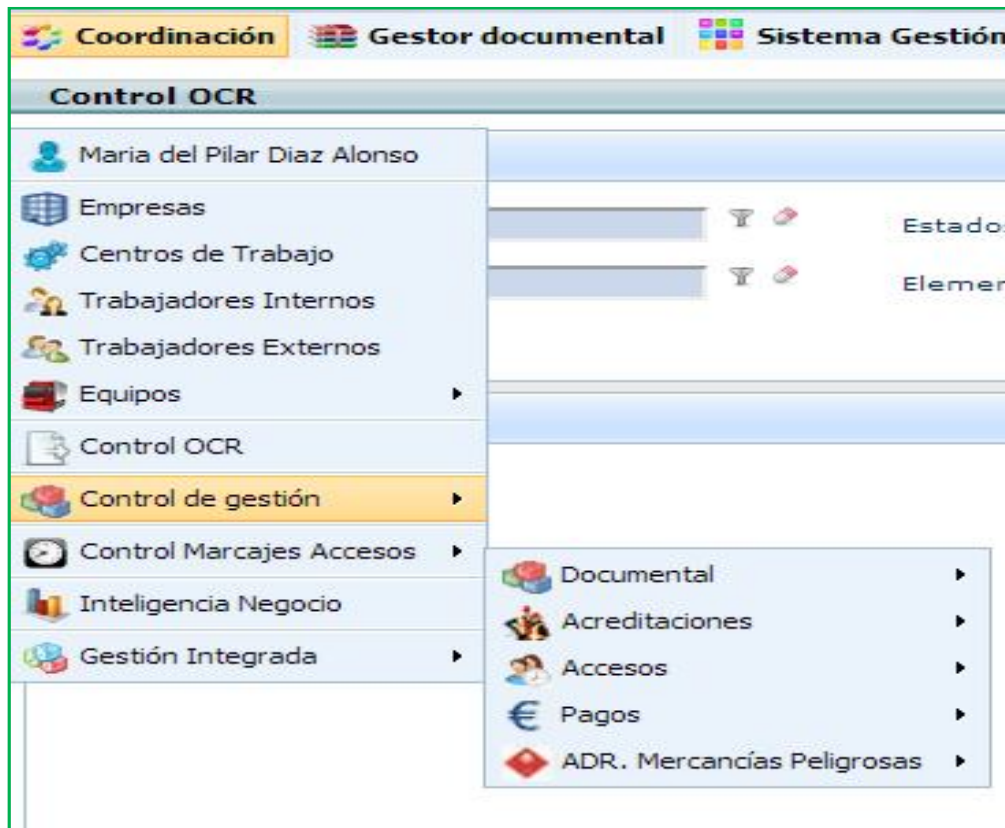 Coordinación Gestor documental Sistema Gestión
Control OCR
Maria del Pilar Diaz Alonso
Empresas
Estados
Centros de Trabajo
Trabajadores Internos
Elemen
Trabajadores Externos
Equipos
Control OCR
Control de gestión
Control Marcajes Accesos
Inteligencia Negocio
Gestión Integrada
Documental
Acreditaciones
Accesos
Pagos
ADR. Mercancías Peligrosas